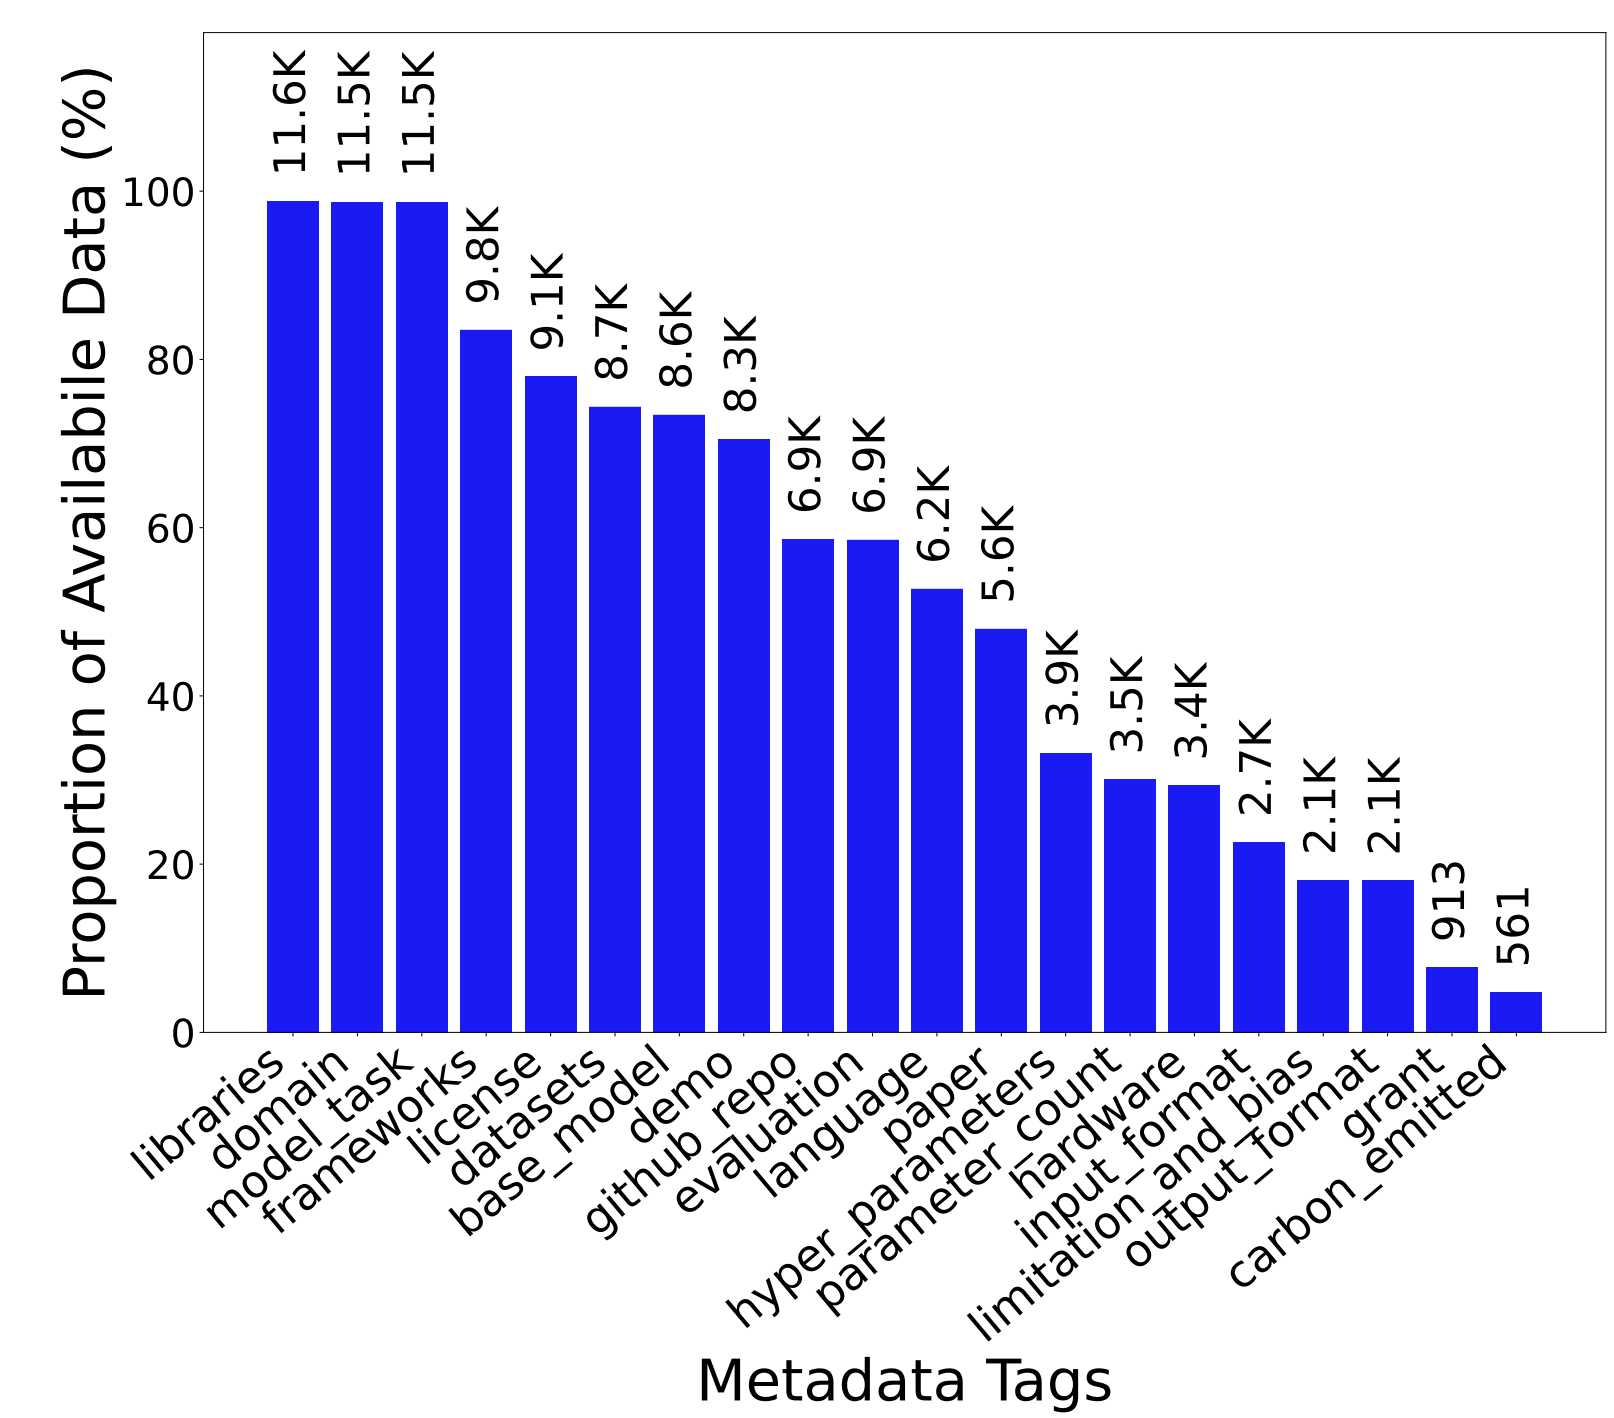 Proportion of Availabile Data (%)
100
80
60
40
20
0
11.6K
11.5K
11.5K
9.8K
9.1K
8.7K
8.6K
8.3K
6.9K
6.9K
6.2K
5.6K
3.9K
3.5K
3.4K
2.7K
2.1K
2.1K
913
561
libraries
domain
model_task
frameworks
license
datasets
base_model
demo
github_repo
evaluation
language
paper
hyper_parameters
parameter_count
hardware
input_format
limitation_and_bias
output_format
grant
carbon_emitted
Metadata Tags